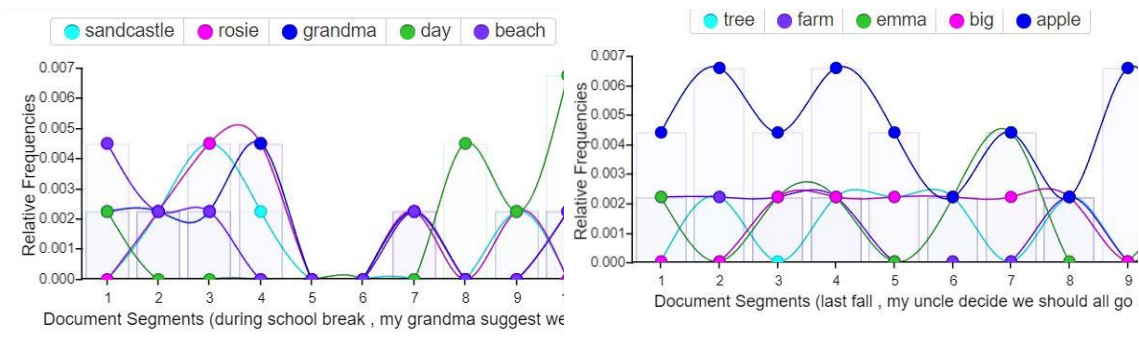 sandcastle rosie grandma day beach
0.007
0.006
0.005
0.004
0.003
0.002
0.001
0.000
Relative Frequencies
1 2 3 4 5 6 7 8 9 1
Document Segments (during school break , my grandma suggest we
tree farm emma big apple
0.007
0.006
0.005
0.004
0.003
0.002
0.001
0.000
Relative Frequencies
1 2 3 4 5 6 7 8 9
Document Segments (last fall , my uncle decide we should all go